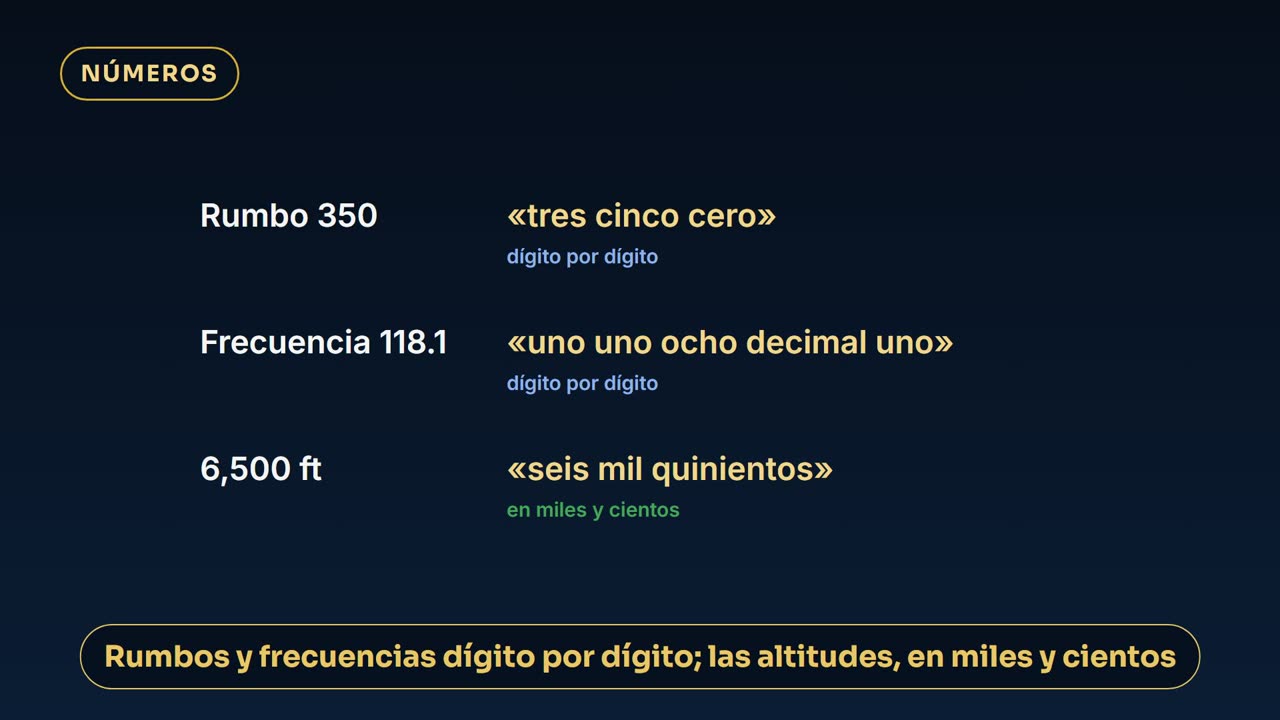 NÚMEROS
Rumbo 350
«tres cinco cero»
dígito por dígito
Frecuencia 118.1
«uno uno ocho decimal uno»
dígito por dígito
6,500 ft
«seis mil quinientos»
en miles y cientos
Rumbos y frecuencias dígito por dígito; las altitudes, en miles y cientos